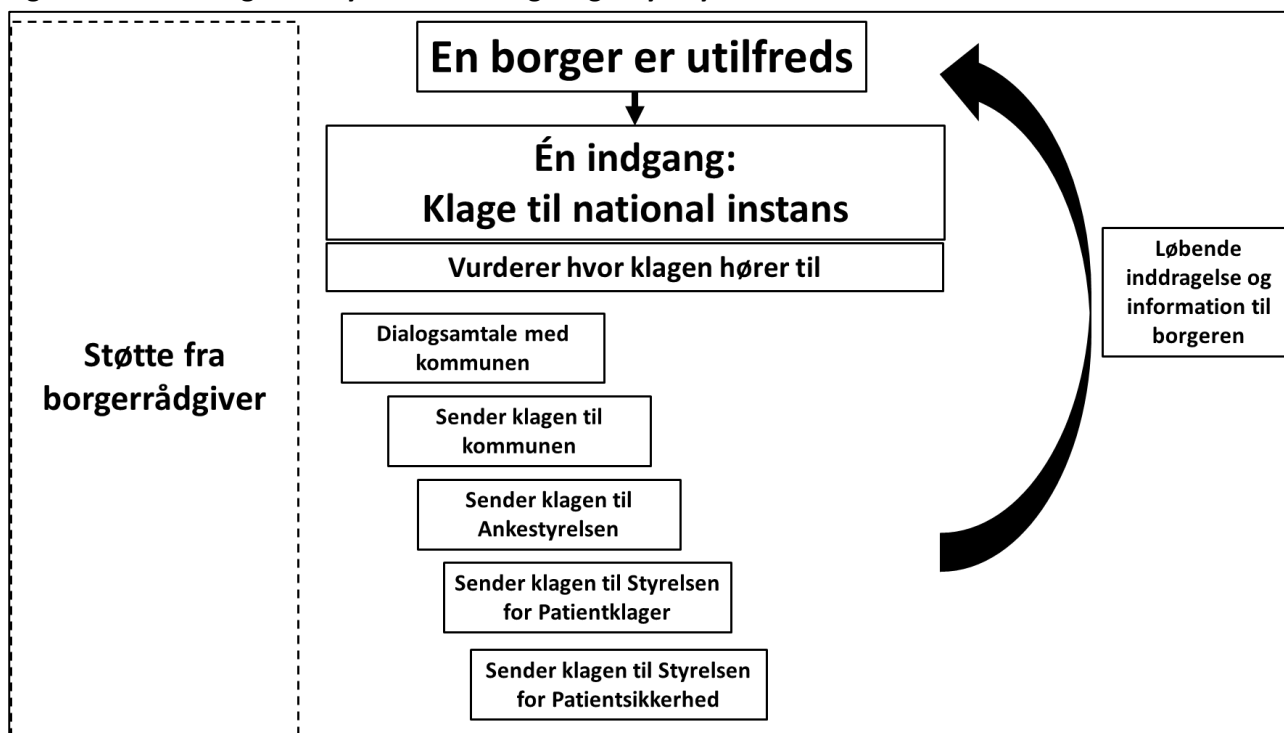 En borger er utilfreds
Én indgang:
Klage til national instans
Vurderer hvor klagen hører til
Støtte fra
borgerrådgiver
Dialogsamtale med
kommunen
Sender klagen til
kommunen
Sender klagen til
Ankestyrelsen
Sender klagen til Styrelsen
for Patientklager
Sender klagen til Styrelsen
for Patientsikkerhed
Løbende
inddragelse og
information til
borgeren